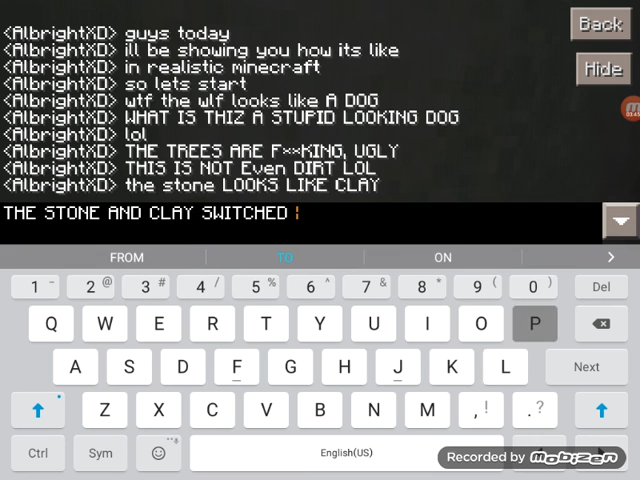 Back
<AlbrightXD> guys today
<AlbrightXD> ill be showing you how its like
<AlbrightXD> in realistic minecraft
<AlbrightXD> so lets start
<AlbrightXD> wtf the wlf looks like A DOG
<AlbrightXD> WHAT IS THIZ A STUPID LOOKING DOG
<AlbrightXD> lol
<AlbrightXD> THE TREES ARE F**KING, UGLY
<AlbrightXD> THIS IS NOT Even DIRT LOL
<AlbrightXD> the stone LOOKS LIKE CLAY
Hide
THE STONE AND CLAY SWITCHED
FROM TO ON >
1 - 2 @ 3 # 4 / 5 % 6 ^ 7 & 8 * 9 ( 0 ) Del
Q W E R T Y U I O P
A S D F G H J K L Next
Z X C V B N M , ! . ?
Ctrl Sym English(US)
Recorded by mobizen